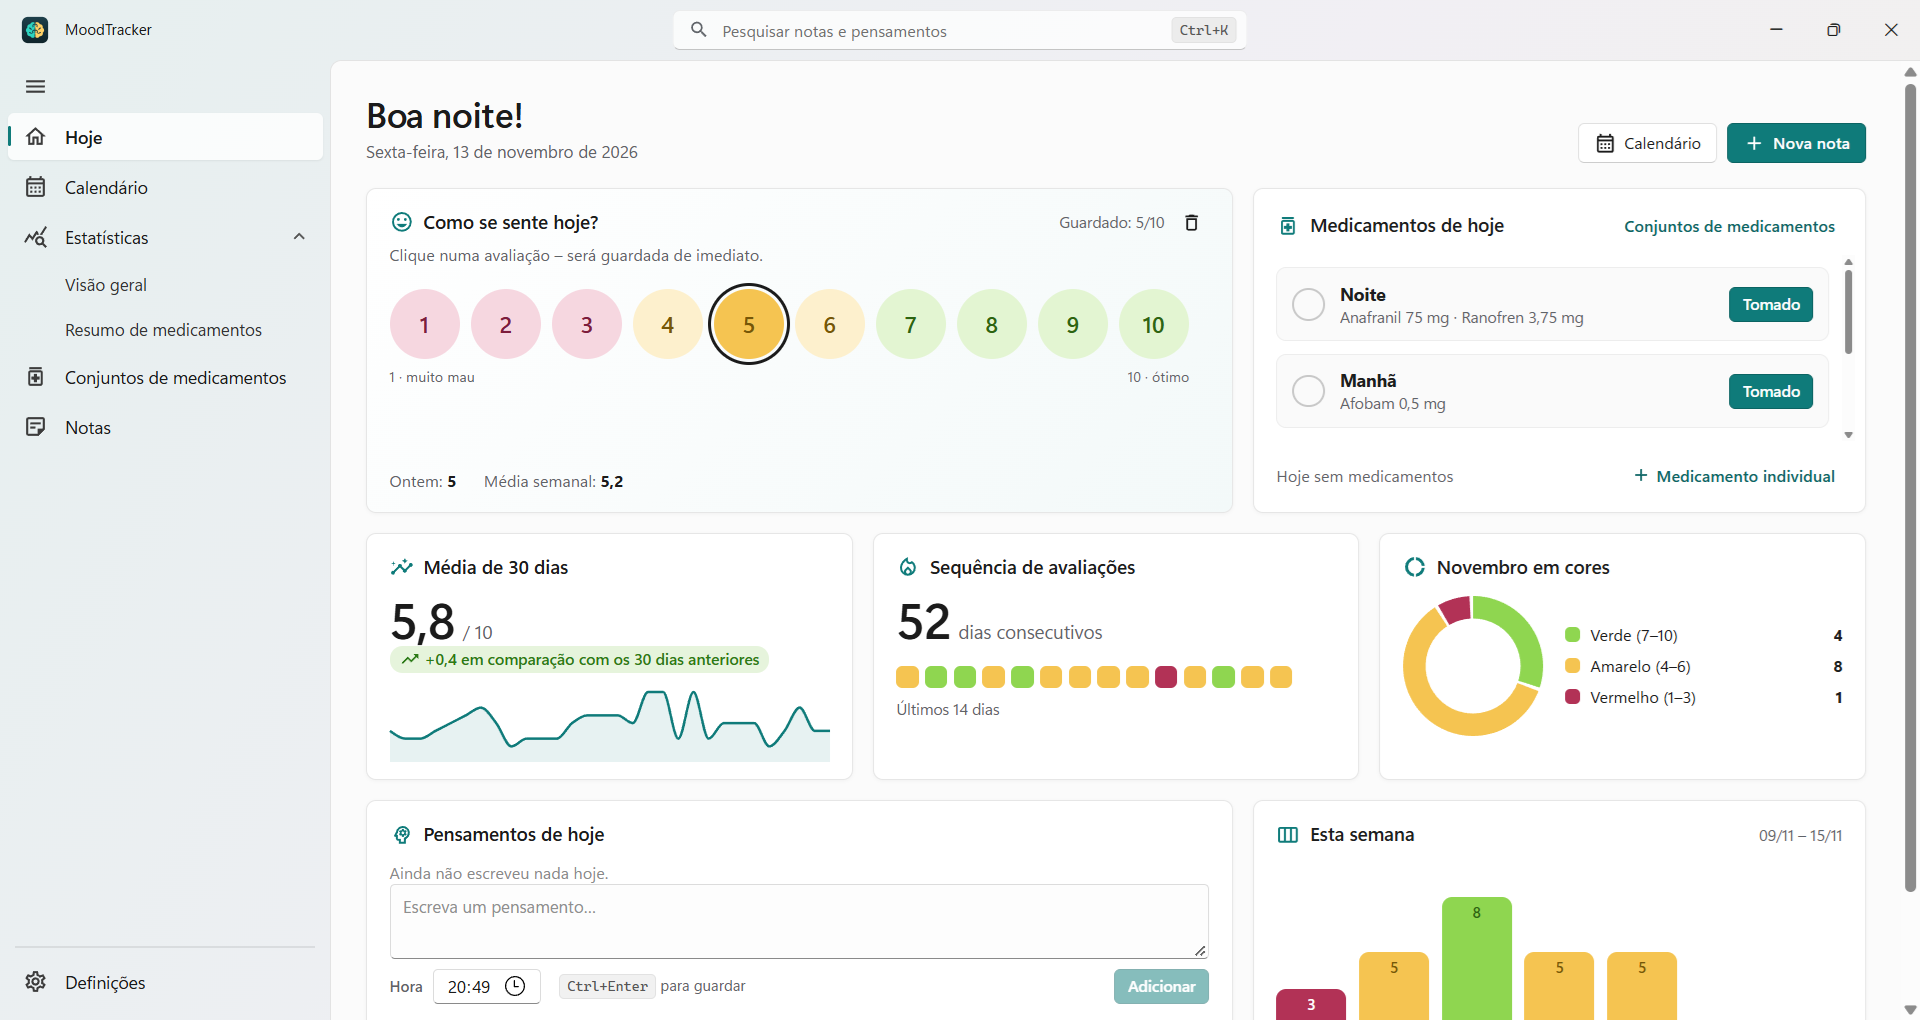 MoodTracker
Pesquisar notas e pensamentos
Ctrl+K
Hoje
Calendário
Estatísticas
Visão geral
Resumo de medicamentos
Conjuntos de medicamentos
Notas
Definições
Boa noite!
Sexta-feira, 13 de novembro de 2026
Calendário
+ Nova nota
Como se sente hoje?
Guardado: 5/10
Clique numa avaliação – será guardada de imediato.
1 2 3 4 5 6 7 8 9 10
1 · muito mau
10 · ótimo
Ontem: 5
Média semanal: 5,2
Medicamentos de hoje
Conjuntos de medicamentos
Noite
Anafranil 75 mg · Ranofren 3,75 mg
Tomado
Manhã
Afobam 0,5 mg
Tomado
Hoje sem medicamentos
+ Medicamento individual
Média de 30 dias
5,8 / 10
+0,4 em comparação com os 30 dias anteriores
Sequência de avaliações
52 dias consecutivos
Últimos 14 dias
Novembro em cores
Verde (7–10) 4
Amarelo (4–6) 8
Vermelho (1–3) 1
Pensamentos de hoje
Ainda não escreveu nada hoje.
Escreva um pensamento...
Hora 20:49 Ctrl+Enter para guardar
Adicionar
Esta semana
09/11 – 15/11
3 5 8 5 5